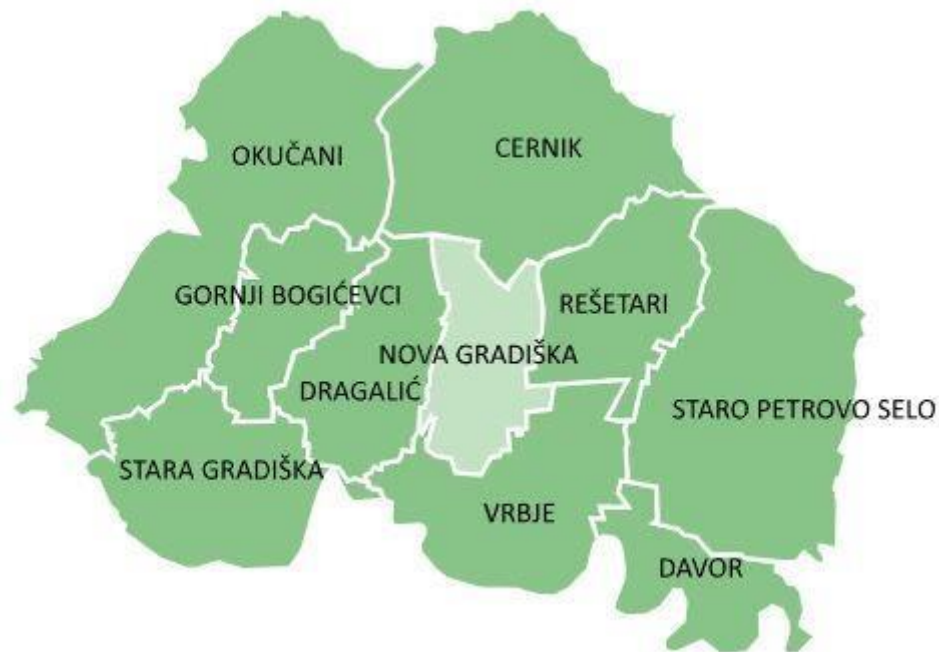 CERNIK
OKUČANI
GORNJI BOGIĆEVCI
REŠETARI
NOVA GRADIŠKA
DRAGALIĆ
STARO PETROVO SELO
STARA GRADIŠKA
VRBJE
DAVOR